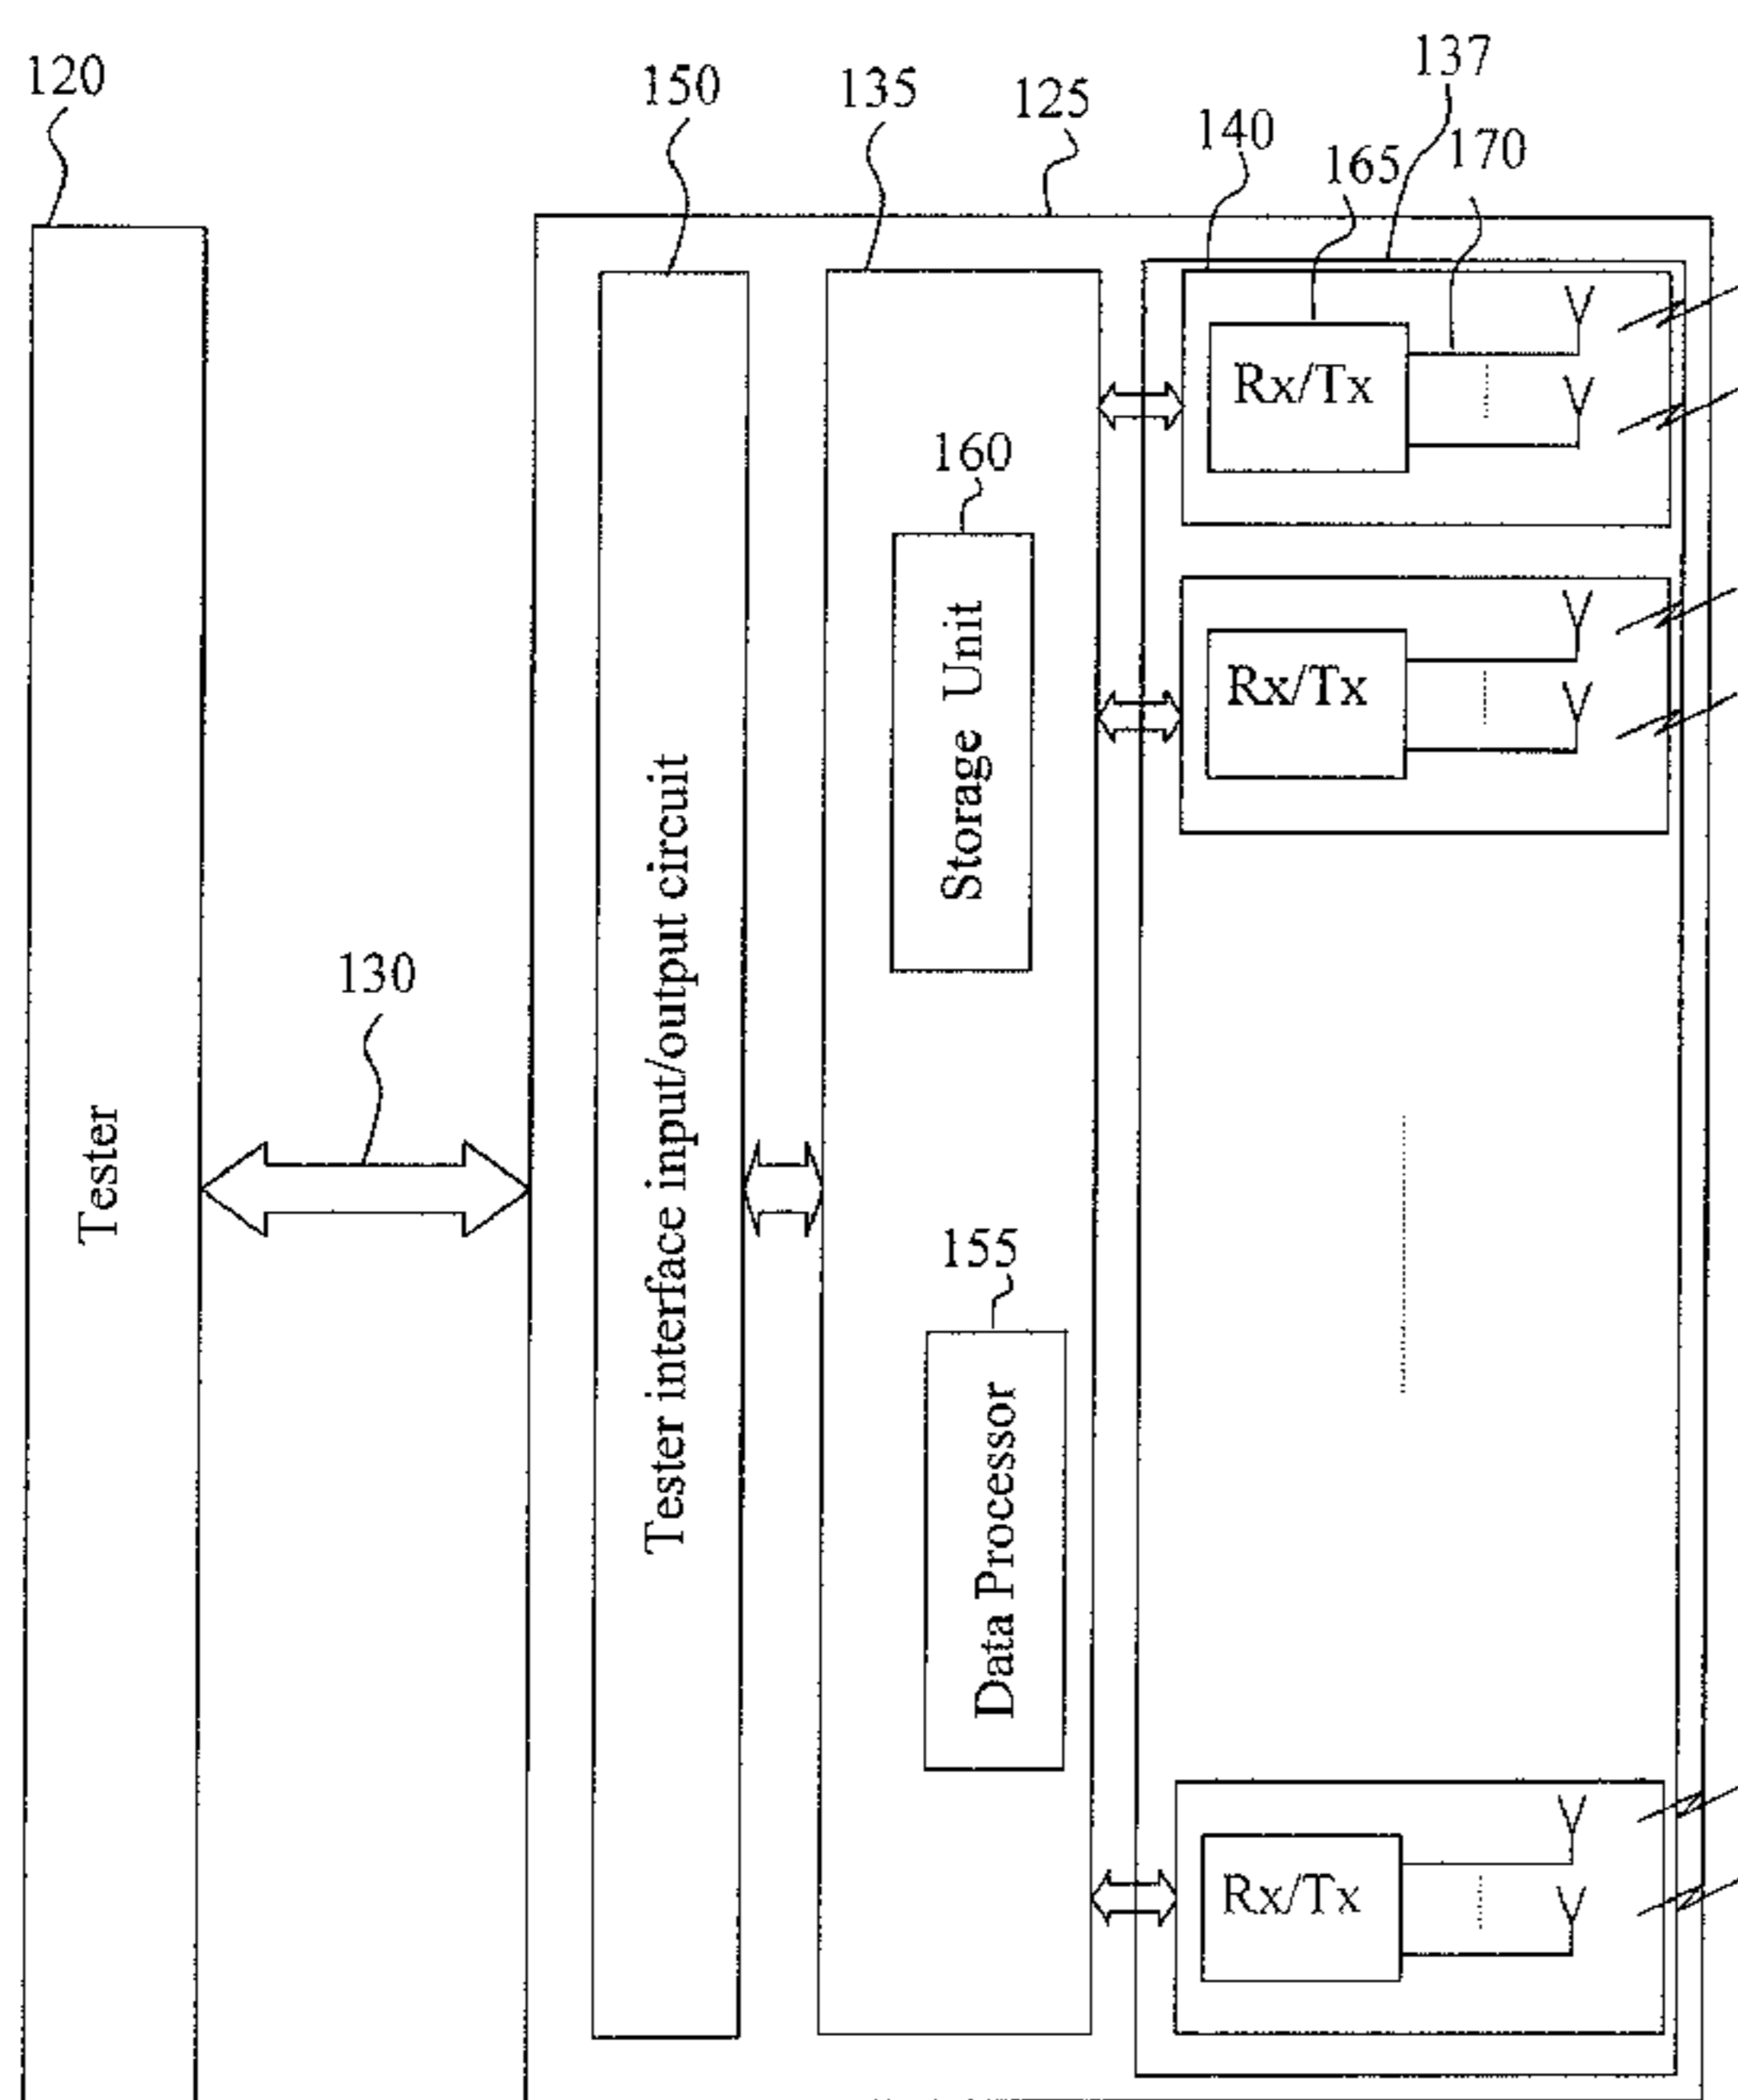 137
120
150
135
125
140
165
170
Rx/Tx
160
Storage Unit
Rx/Tx
Tester interface input/output circuit
130
Tester
155
Data Processor
Rx/Tx